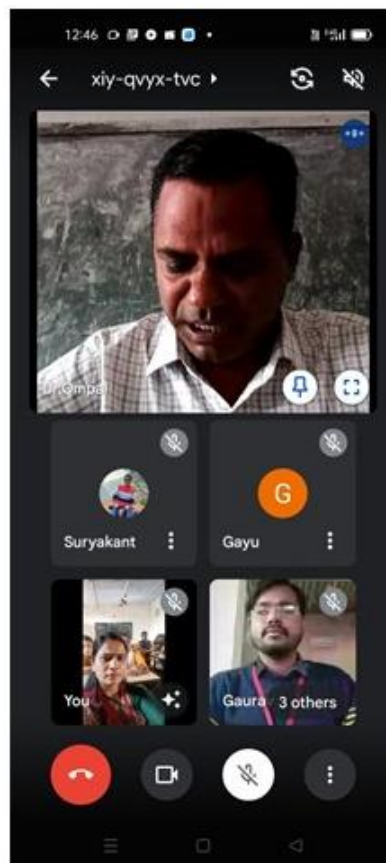 12:46
xiy-qvyx-tvc
Dr.Ompal
Suryakant
G
Gayu
You
Gaura 3 others